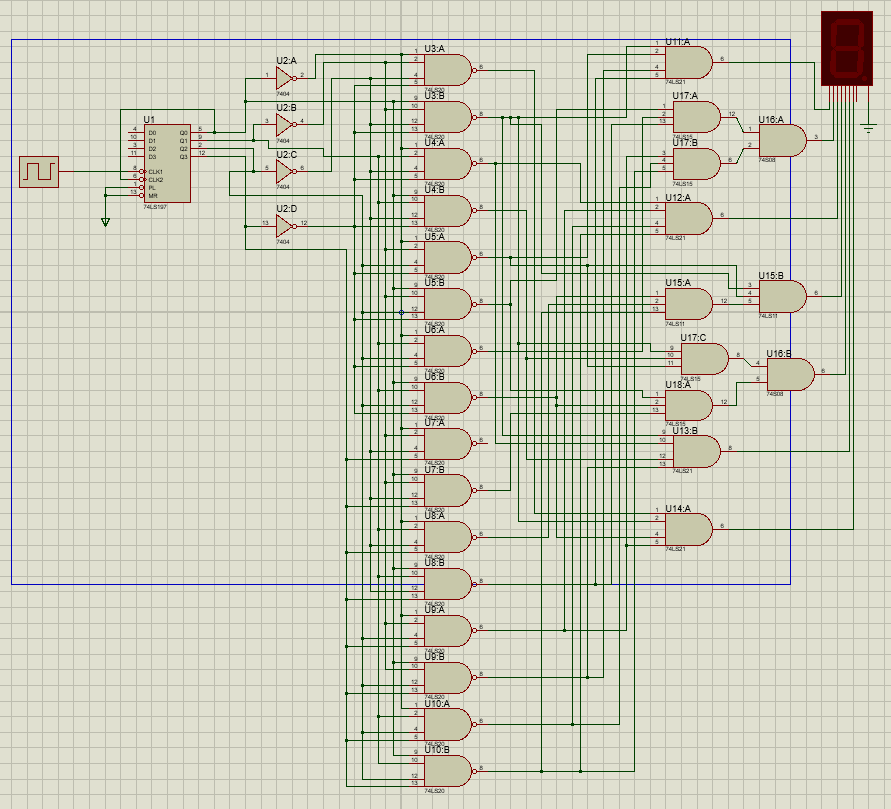 U1
4 D0 Q0 5
10 D1 Q1 9
3 D2 Q2 2
11 D3 Q3 12
8 CLK1
6 CLK2
1 PL
13 MR
74LS197
U2:A
1 2
7404
U2:B
3 4
7404
U2:C
5 6
7404
U2:D
13 12
7404
U3:A
1
2
4
5
6
74LS20
U3:B
9
10
12
13
8
74LS20
U4:A
1
2
4
5
6
74LS20
U4:B
9
10
12
13
8
74LS20
U5:A
1
2
4
5
6
74LS20
U5:B
9
10
12
13
8
74LS20
U6:A
1
2
4
5
6
74LS20
U6:B
9
10
12
13
8
74LS20
U7:A
1
2
4
5
6
74LS20
U7:B
9
10
12
13
8
74LS20
U8:A
1
2
4
5
6
74LS20
U8:B
9
10
12
13
8
74LS20
U9:A
1
2
4
5
6
74LS20
U9:B
9
10
12
13
8
74LS20
U10:A
1
2
4
5
6
74LS20
U10:B
9
10
12
13
8
74LS20
U11:A
1
2
4
5
6
74LS21
U17:A
1
2
13
12
74LS15
U17:B
3
4
5
6
74LS15
U16:A
1
2
3
74S08
U12:A
1
2
4
5
6
74LS21
U15:A
1
2
13
12
74LS11
U15:B
3
4
5
6
74LS11
U17:C
9
10
11
8
74LS15
U16:B
4
5
6
74S08
U18:A
1
2
13
12
74LS15
U13:B
9
10
12
13
8
74LS21
U14:A
1
2
4
5
6
74LS21